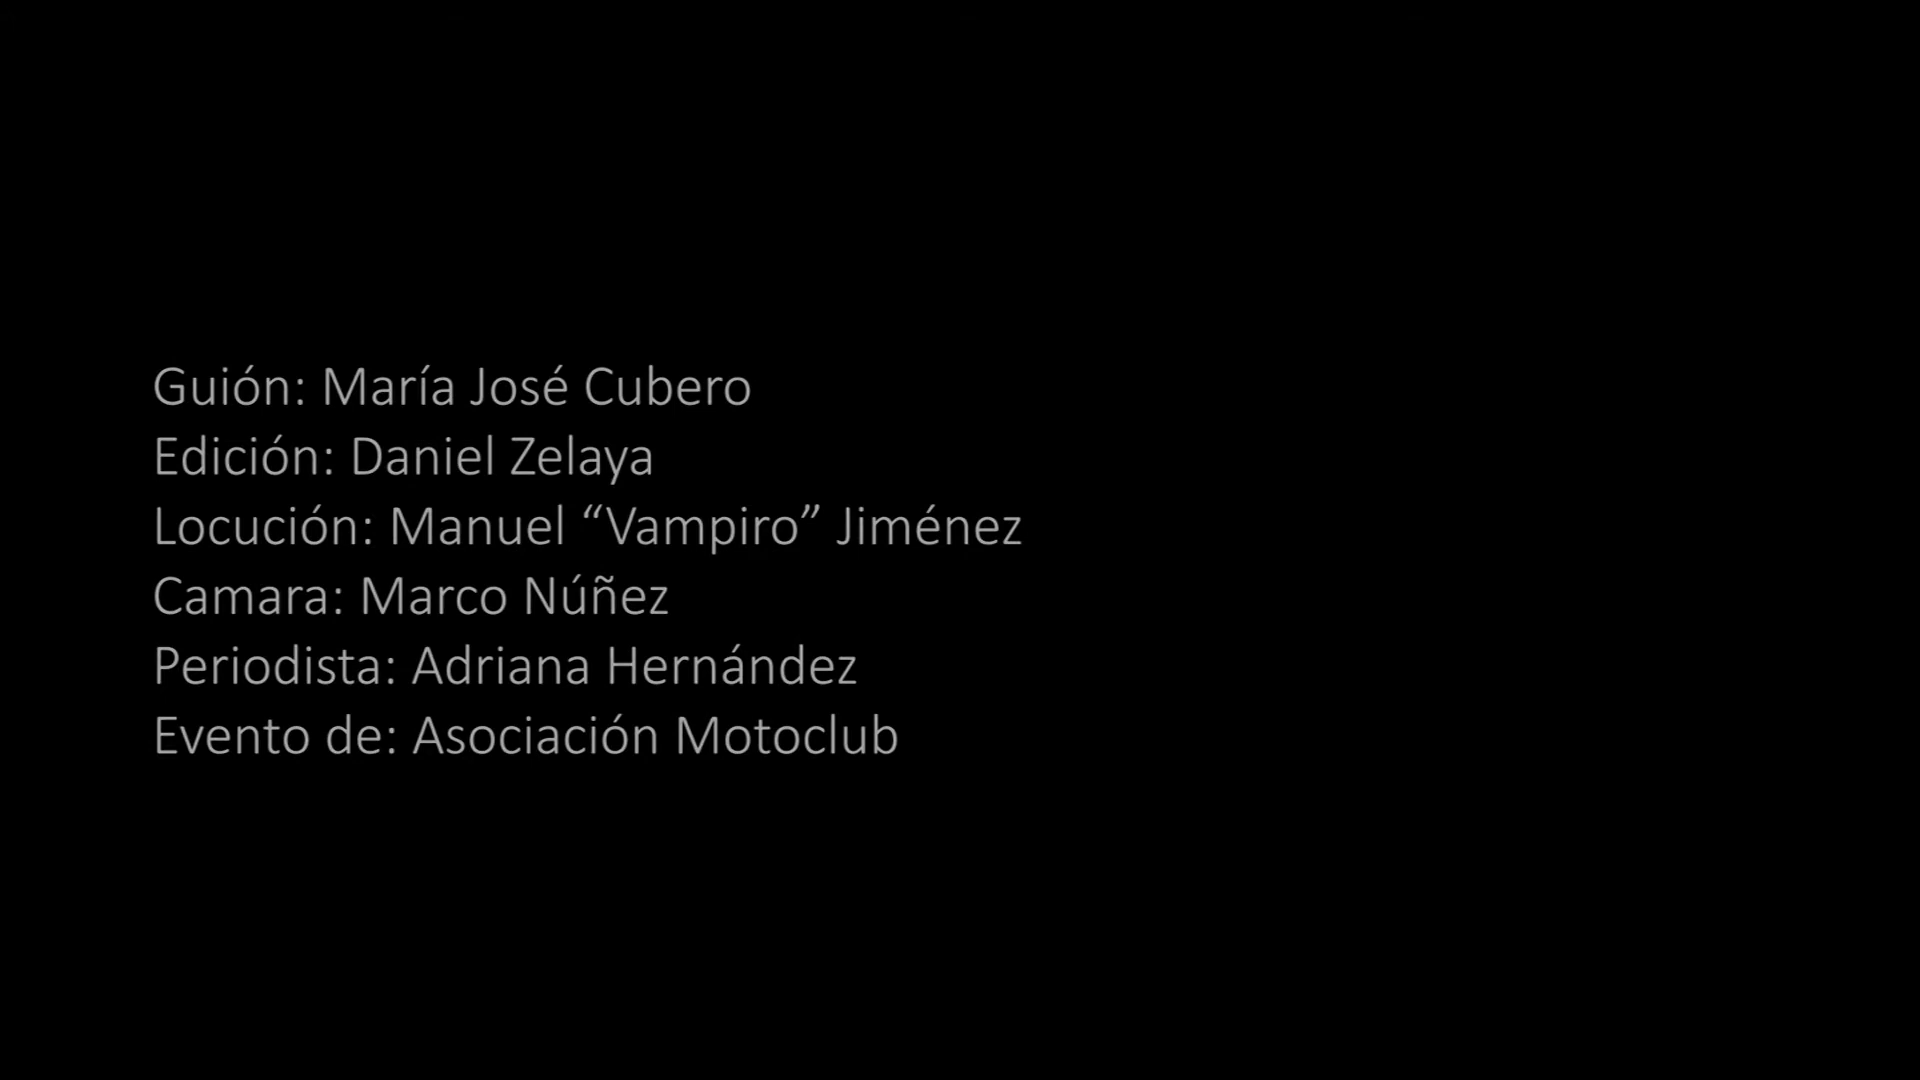 Guión: María José Cubero
Edición: Daniel Zelaya
Locución: Manuel “Vampiro” Jiménez
Camara: Marco Núñez
Periodista: Adriana Hernández
Evento de: Asociación Motoclub